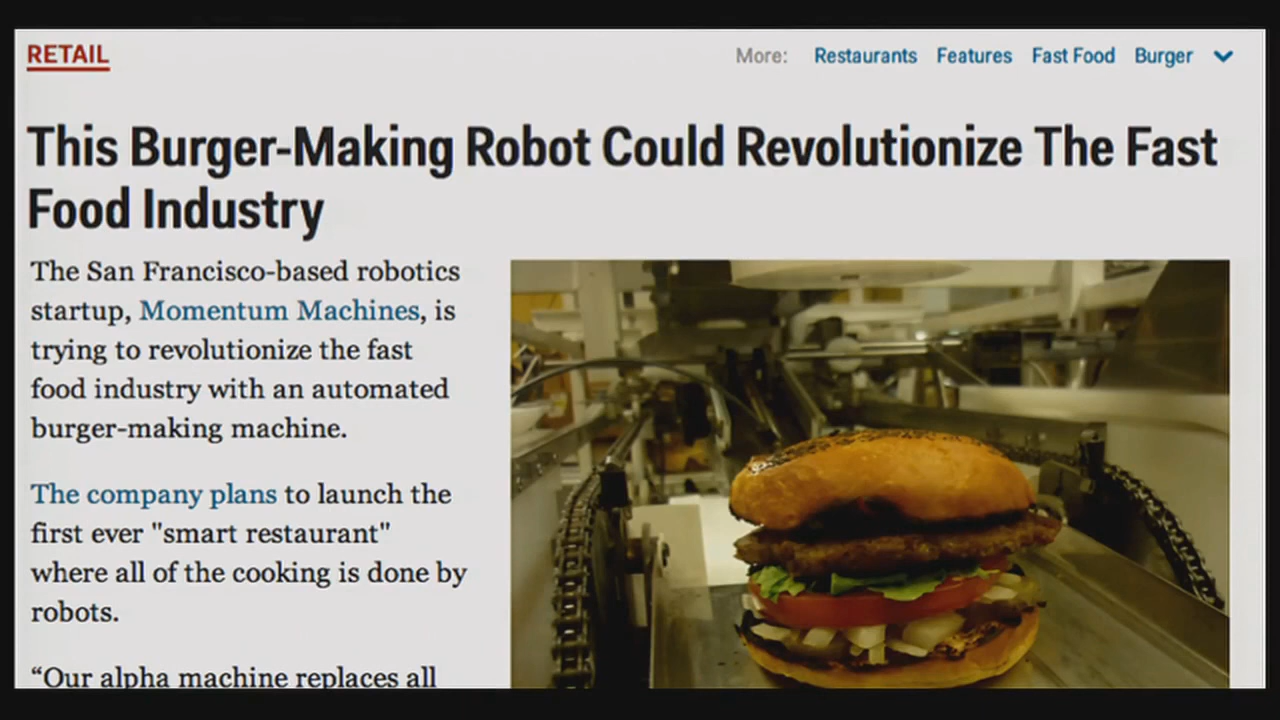 RETAIL
More: Restaurants Features Fast Food Burger
This Burger-Making Robot Could Revolutionize The Fast
Food Industry
The San Francisco-based robotics
startup, Momentum Machines, is
trying to revolutionize the fast
food industry with an automated
burger-making machine.
The company plans to launch the
first ever "smart restaurant"
where all of the cooking is done by
robots.
“Our alpha machine replaces all